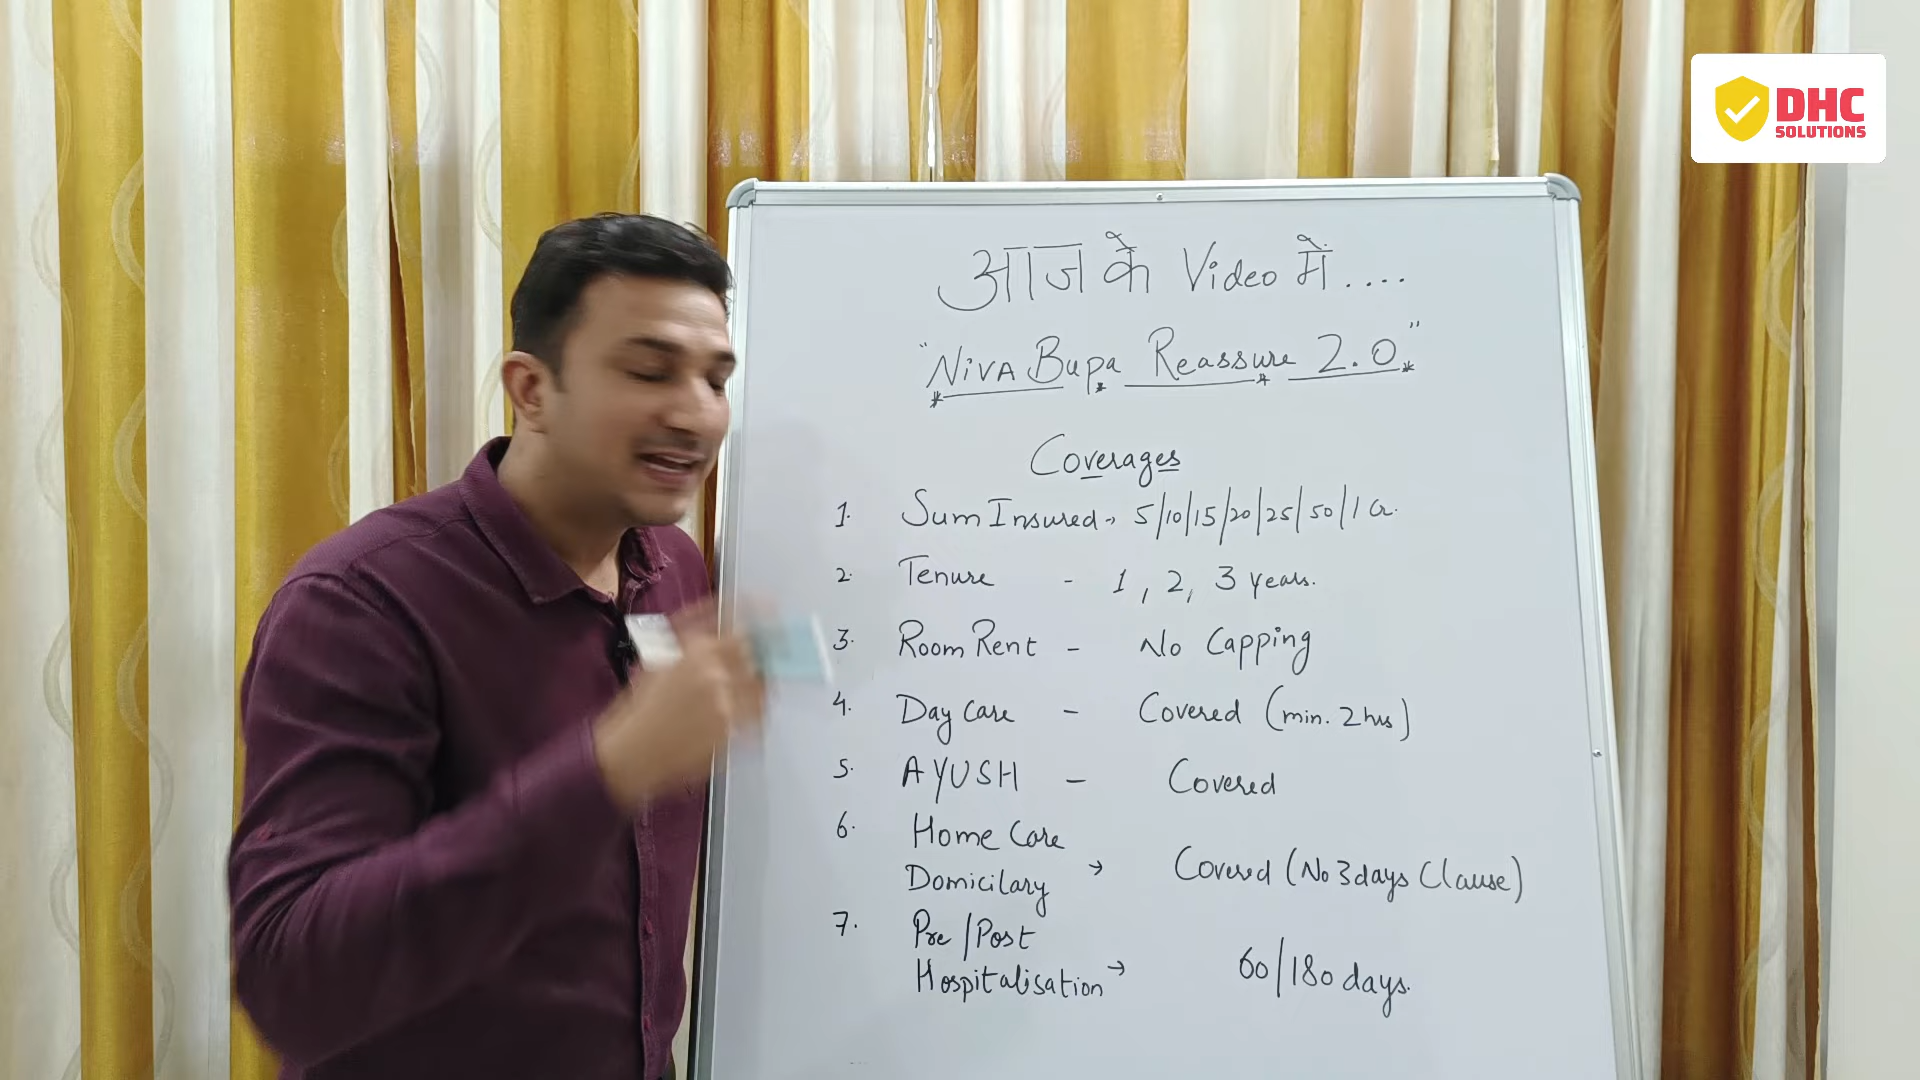 DHC
SOLUTIONS
आज के Video में ....
"Niva Bupa Reassure 2.0"
Coverages
1. Sum Insured → 5/10/15/20/25/50/1 Cr.
2. Tenure - 1, 2, 3 years.
3. Room Rent - No Capping
4. Day Care - Covered (min. 2 hrs)
5. AYUSH - Covered
6. Home Care
Domicilary → Covered (No 3 days Clause)
7. Pre/Post
Hospitalisation → 60/180 days.